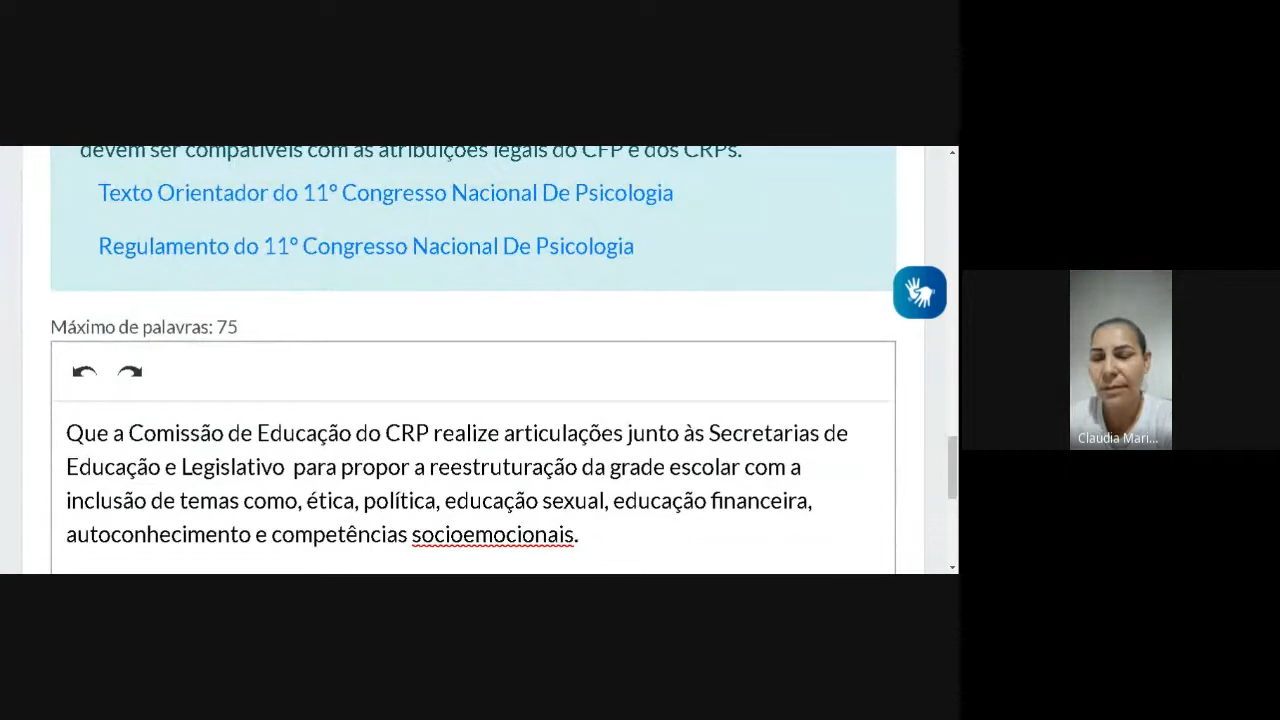 devem ser compatíveis com as atribuições legais do CFP e dos CRPs.
Texto Orientador do 11º Congresso Nacional De Psicologia
Regulamento do 11º Congresso Nacional De Psicologia
Máximo de palavras: 75
Que a Comissão de Educação do CRP realize articulações junto às Secretarias de
Educação e Legislativo para propor a reestruturação da grade escolar com a
inclusão de temas como, ética, política, educação sexual, educação financeira,
autoconhecimento e competências socioemocionais.
Claudia Mari...